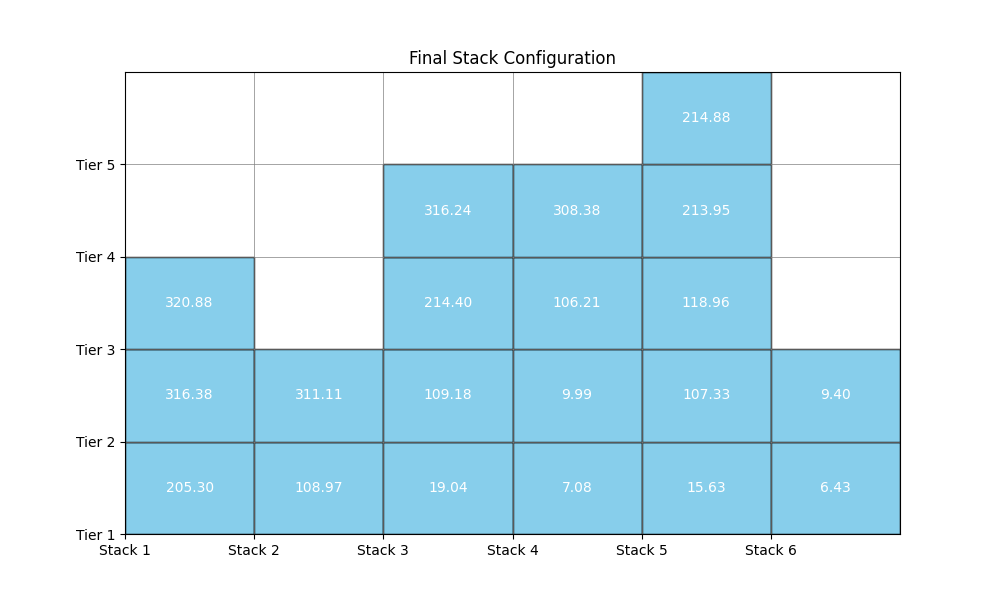 Final Stack Configuration
214.88
Tier 5
316.24 308.38 213.95
Tier 4
320.88 214.40 106.21 118.96
Tier 3
316.38 311.11 109.18 9.99 107.33 9.40
Tier 2
205.30 108.97 19.04 7.08 15.63 6.43
Tier 1
Stack 1 Stack 2 Stack 3 Stack 4 Stack 5 Stack 6